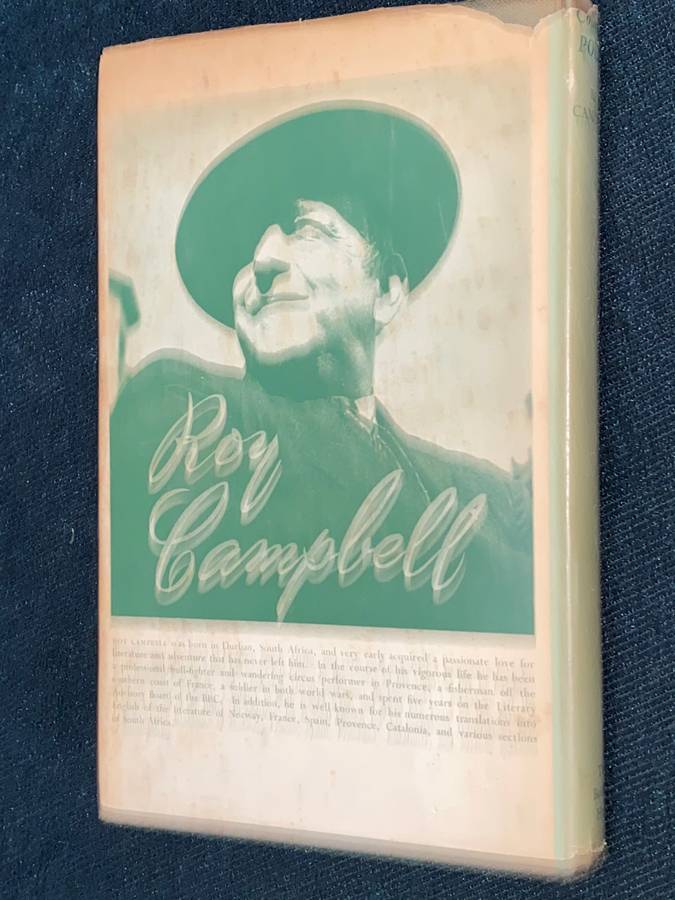 Roy
Campbell
ROY CAMPBELL was born in Durban, South Africa, and very early acquired a passionate love for
literature and adventure that has never left him. In the course of his vigorous life he has been
a professional bull-fighter and wandering circus performer in Provence, a fisherman off the
southern coast of France, a soldier in both world wars, and spent five years on the Literary
Advisory Board of the BBC. In addition, he is well known for his numerous translations into
English of the literature of Norway, France, Spain, Provence, Catalonia, and various sections
of South Africa.